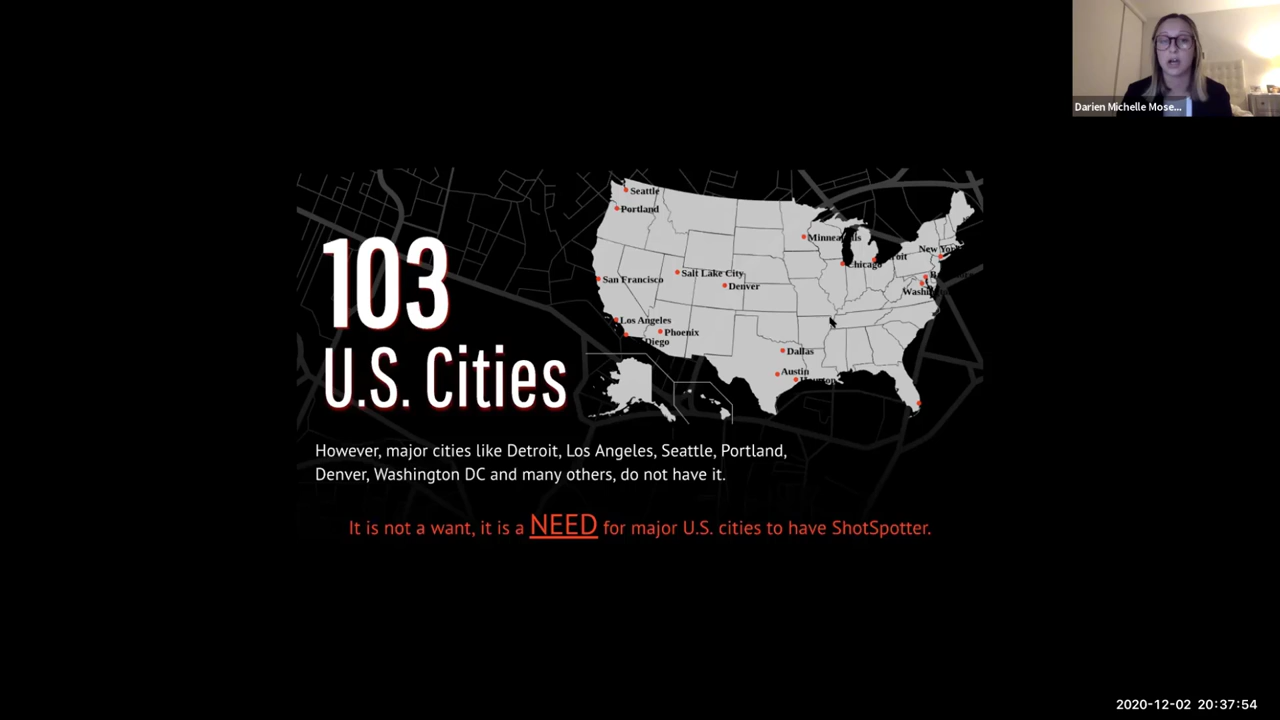 Darien Michelle Mose...
Seattle
Portland
103
U.S. Cities
Chicago
New York
San Francisco
Salt Lake City
Denver
Los Angeles
Phoenix
Diego
Dallas
Austin
However, major cities like Detroit, Los Angeles, Seattle, Portland,
Denver, Washington DC and many others, do not have it.
It is not a want, it is a NEED for major U.S. cities to have ShotSpotter.
2020-12-02 20:37:54